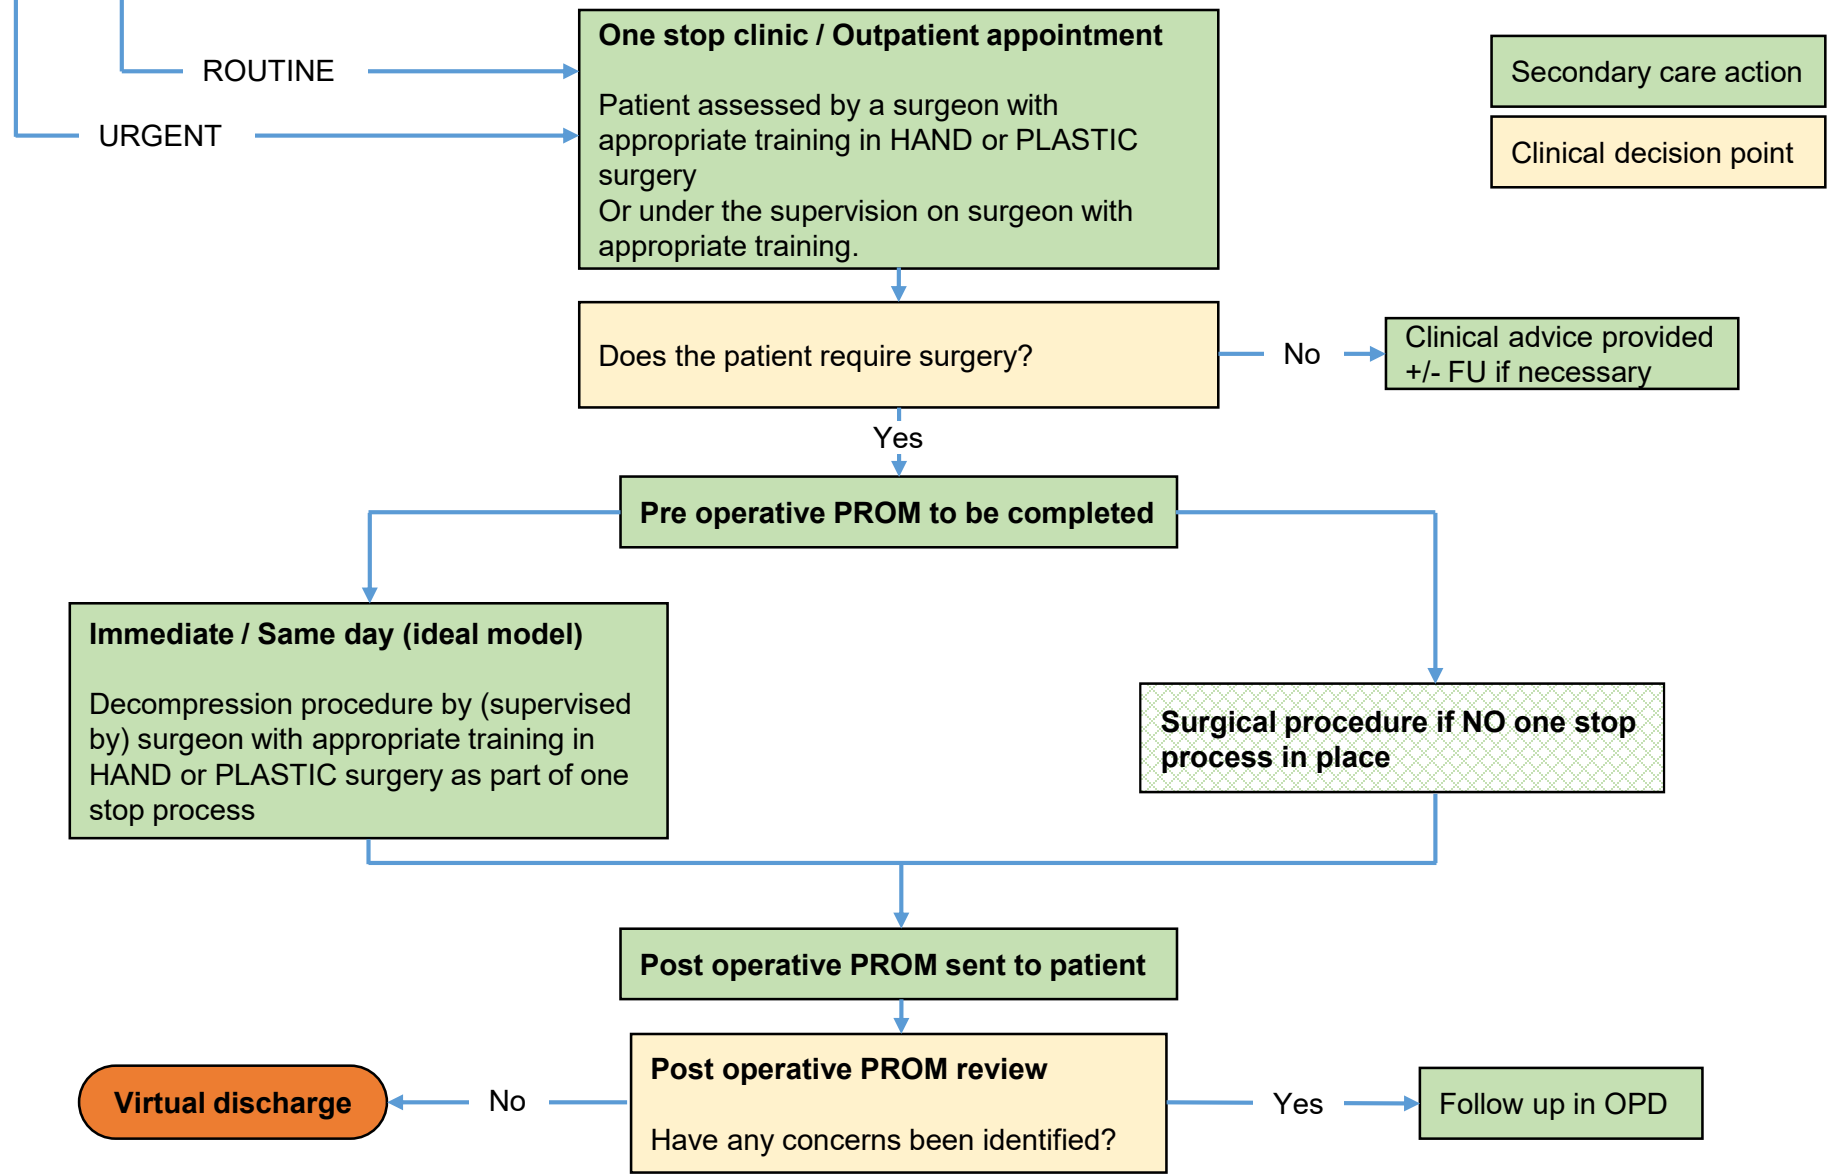 One stop clinic / Outpatient appointment
ROUTINE
URGENT
Patient assessed by a surgeon with
appropriate training in HAND or PLASTIC
surgery
Or under the supervision on surgeon with
appropriate training.
Secondary care action
Clinical decision point
Does the patient require surgery?
No
Clinical advice provided
+/- FU if necessary
Yes
Pre operative PROM to be completed
Immediate / Same day (ideal model)
Decompression procedure by (supervised
by) surgeon with appropriate training in
HAND or PLASTIC surgery as part of one
stop process
Surgical procedure if NO one stop
process in place
Post operative PROM sent to patient
Post operative PROM review
Have any concerns been identified?
No
Virtual discharge
Yes
Follow up in OPD